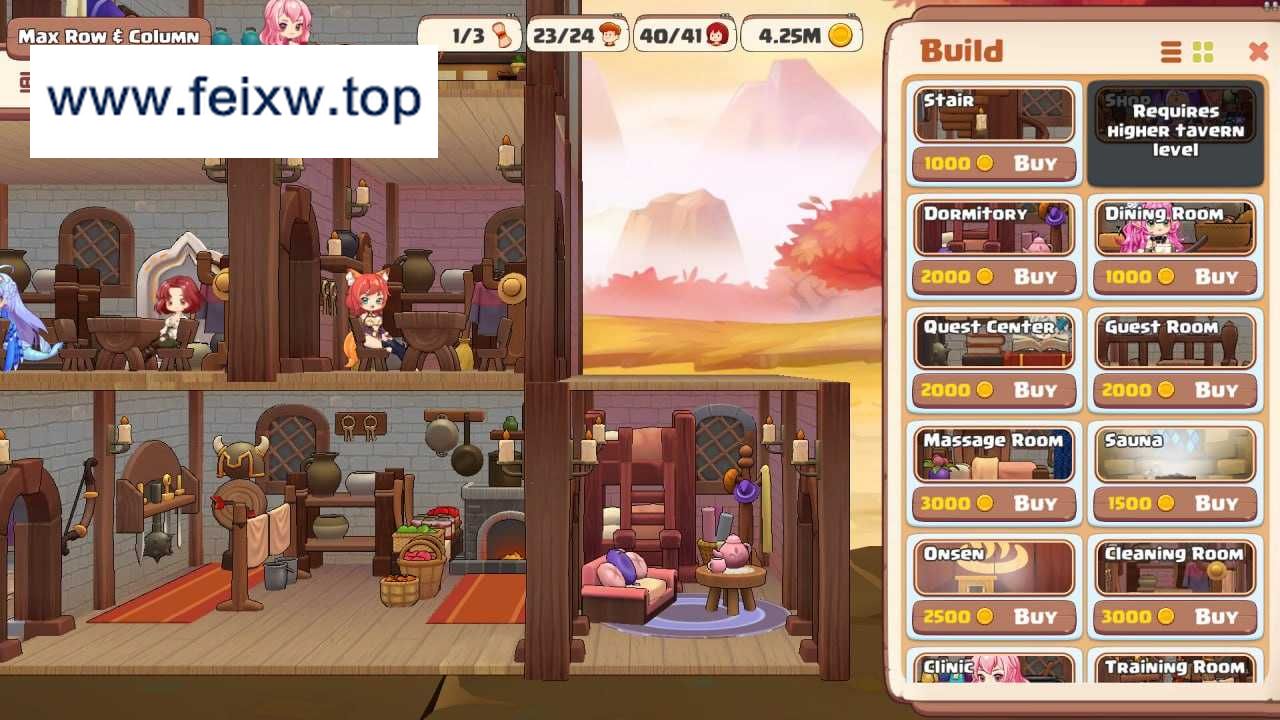 Max Row & Column
1/3
23/24
40/41
4.25M
www.feixw.top
Build
Stair
1000 Buy
Shop
Requires
higher tavern
level
Dormitory
2000 Buy
Dining Room
1000 Buy
Quest Center
2000 Buy
Guest Room
2000 Buy
Massage Room
3000 Buy
Sauna
1500 Buy
Onsen
2500 Buy
Cleaning Room
3000 Buy
Clinic
Training Room